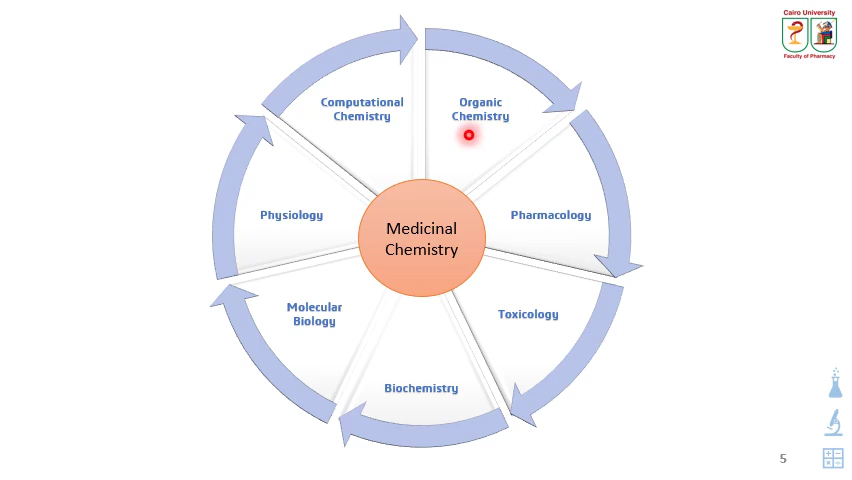 Cairo University
Faculty of Pharmacy
Computational
Chemistry
Organic
Chemistry
Physiology
Pharmacology
Medicinal
Chemistry
Molecular
Biology
Toxicology
Biochemistry
5